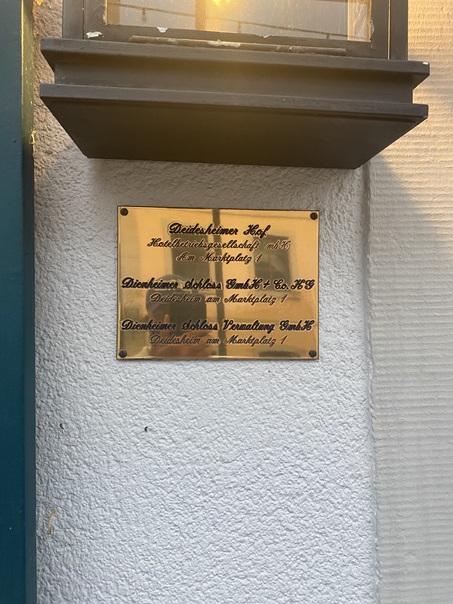 Deidesheimer Hof
Hotelbetriebsgesellschaft mbH
Am Marktplatz 1
Dienheimer Schloss GmbH + Co. KG
Deidesheim am Marktplatz 1
Dienheimer Schloss Verwaltung GmbH
Deidesheim am Marktplatz 1